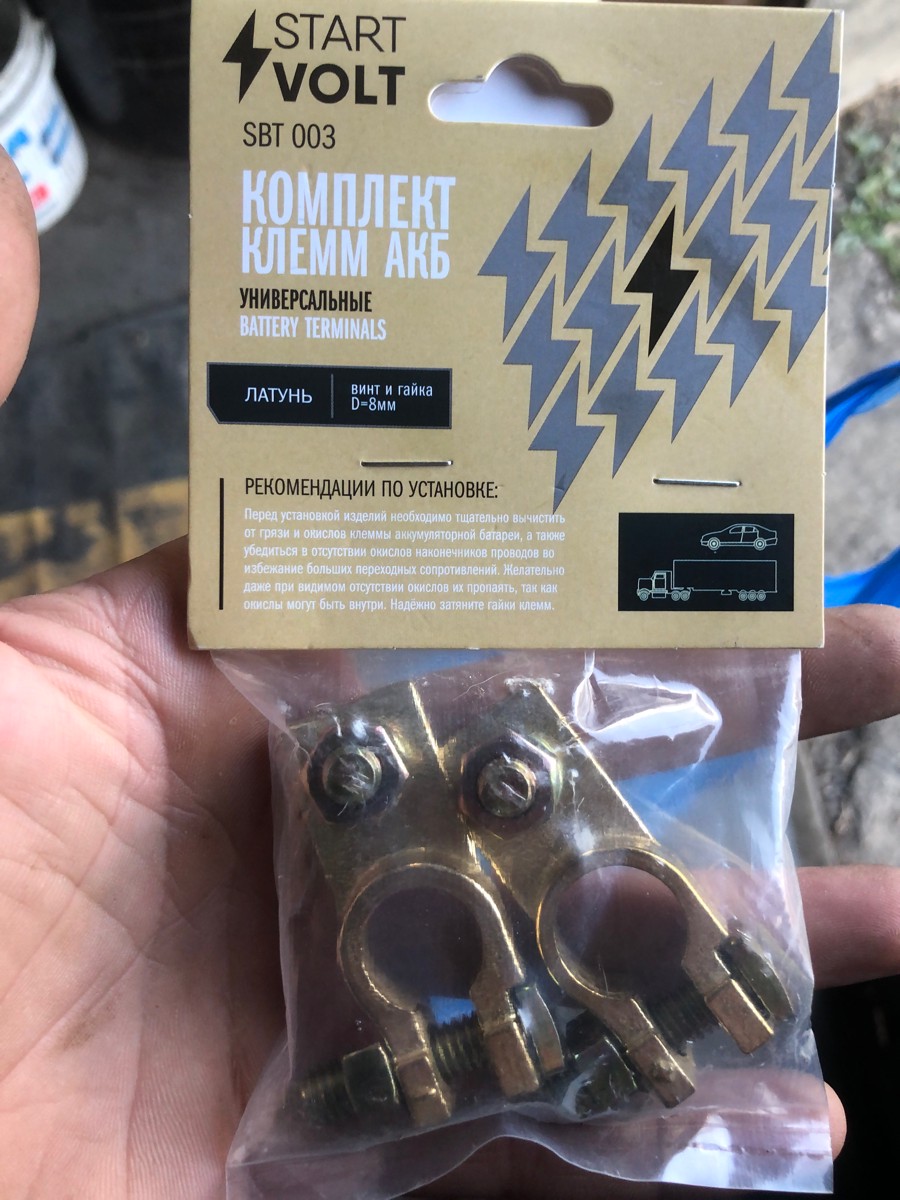 START
VOLT
SBT 003
КОМПЛЕКТ
КЛЕММ АКБ
УНИВЕРСАЛЬНЫЕ
BATTERY TERMINALS
ЛАТУНЬ
винт и гайка
D=8мм
РЕКОМЕНДАЦИИ ПО УСТАНОВКЕ:
Перед установкой изделий необходимо тщательно вычистить
от грязи и окислов клеммы аккумуляторной батареи, а также
убедиться в отсутствии окислов наконечников проводов во
избежание больших переходных сопротивлений. Желательно
даже при видимом отсутствии окислов их пропаять, так как
окислы могут быть внутри. Надёжно затяните гайки клемм.